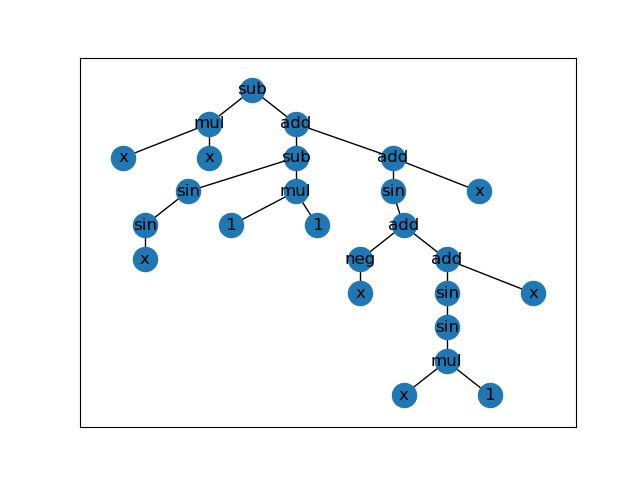 sub
mul add
x x sub add
sin mul sin x
sin 1 1 add
x neg add
x sin x
sin
mul
x 1